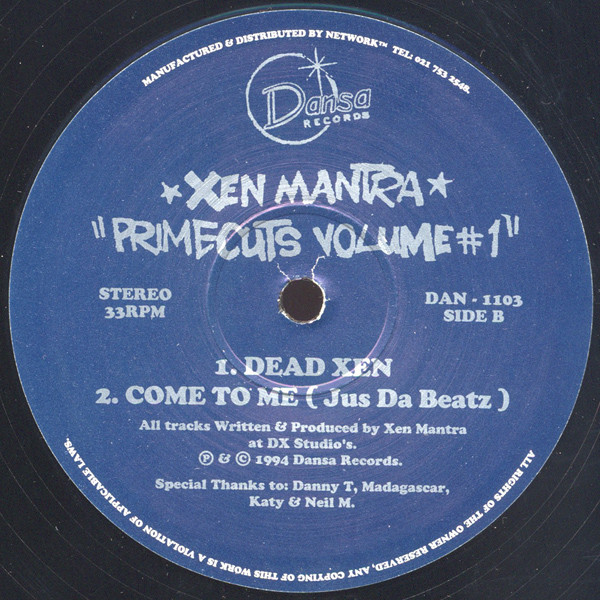 MANUFACTURED & DISTRIBUTED BY NETWORK™ TEL: 021 753 2548.
Dansa
RECORDS
XEN MANTRA
"PRIMECUTS VOLUME #1"
STEREO
33RPM
DAN - 1103
SIDE B
1. DEAD XEN
2. COME TO ME ( Jus Da Beatz )
All tracks Written & Produced by Xen Mantra
at DX Studio's.
℗ & © 1994 Dansa Records.
Special Thanks to: Danny T, Madagascar,
Katy & Neil M.
ALL RIGHTS OF THE OWNER RESERVED, ANY COPYING OF THIS WORK IS A VIOLATION OF APPLICABLE LAWS.